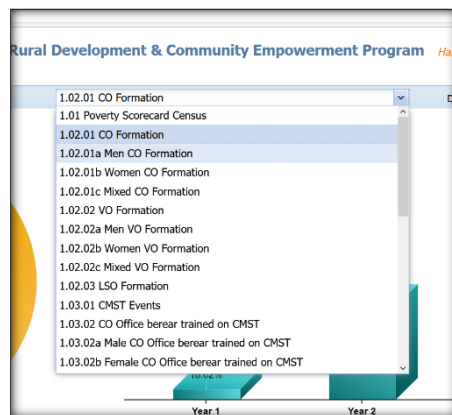 Rural Development & Community Empowerment Program
1.02.01 CO Formation
1.01 Poverty Scorecard Census
1.02.01 CO Formation
1.02.01a Men CO Formation
1.02.01b Women CO Formation
1.02.01c Mixed CO Formation
1.02.02 VO Formation
1.02.02a Men VO Formation
1.02.02b Women VO Formation
1.02.02c Mixed VO Formation
1.02.03 LSO Formation
1.03.01 CMST Events
1.03.02 CO Office berear trained on CMST
1.03.02a Male CO Office berear trained on CMST
1.03.02b Female CO Office berear trained on CMST
Year 1 Year 2